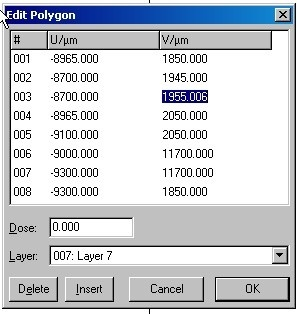 Edit Polygon
# U/µm V/µm
001 -8965.000 1850.000
002 -8700.000 1945.000
003 -8700.000 1955.006
004 -8965.000 2050.000
005 -9100.000 2050.000
006 -9000.000 11700.000
007 -9300.000 11700.000
008 -9300.000 1850.000
Dose: 0.000
Layer: 007: Layer 7
Delete Insert Cancel OK